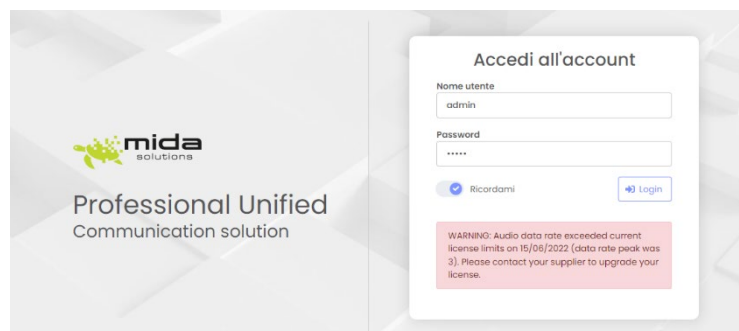 mida
solutions
Professional Unified
Communication solution
Accedi all'account
Nome utente
admin
Password
•••••
Ricordami
Login
WARNING: Audio data rate exceeded current
license limits on 15/06/2022 (data rate peak was
3). Please contact your supplier to upgrade your
license.